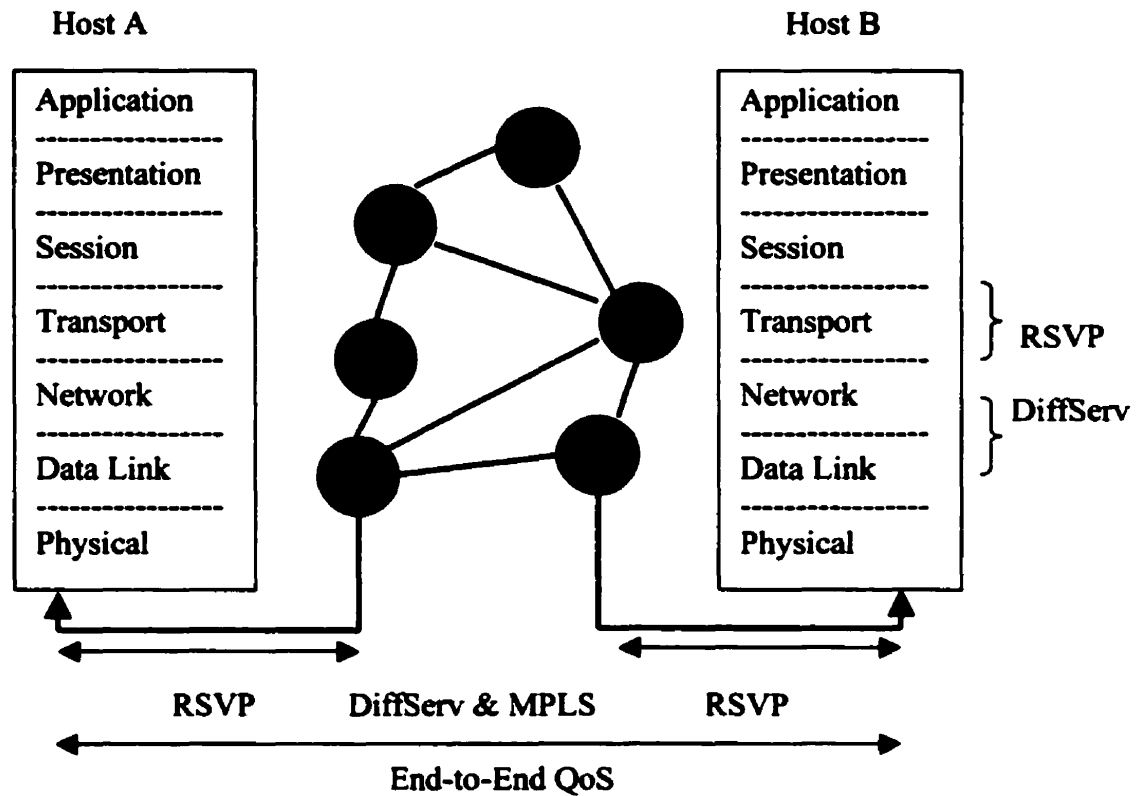 Host A
Host B
Application
Presentation
Session
Transport
Network
Data Link
Physical
Application
Presentation
Session
Transport
Network
Data Link
Physical
RSVP
DiffServ
RSVP DiffServ & MPLS RSVP
End-to-End QoS